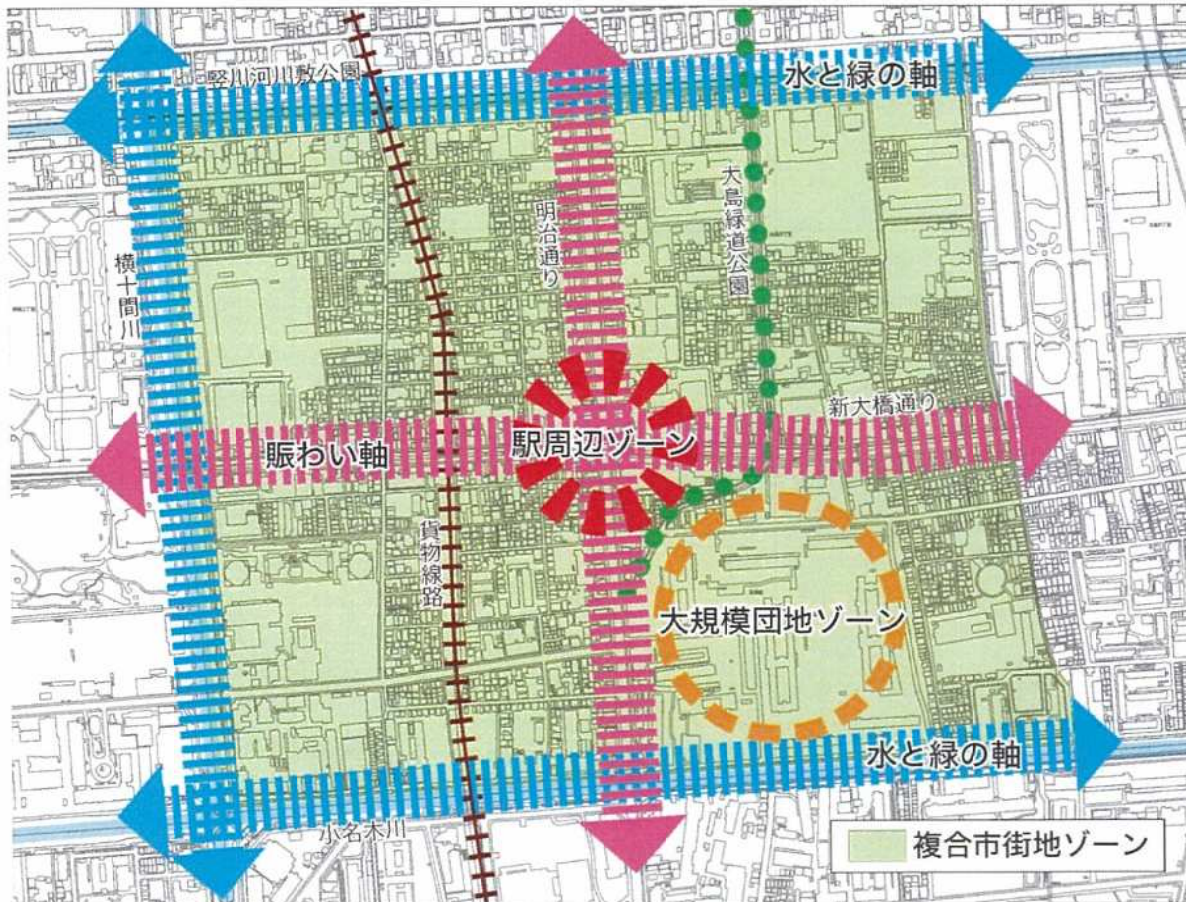 竪川河川敷公園
水と緑の軸
横十間川
明治通り
大島緑道公園
新大橋通り
賑わい軸
駅周辺ゾーン
貨物線路
大規模団地ゾーン
水と緑の軸
小名木川
複合市街地ゾーン